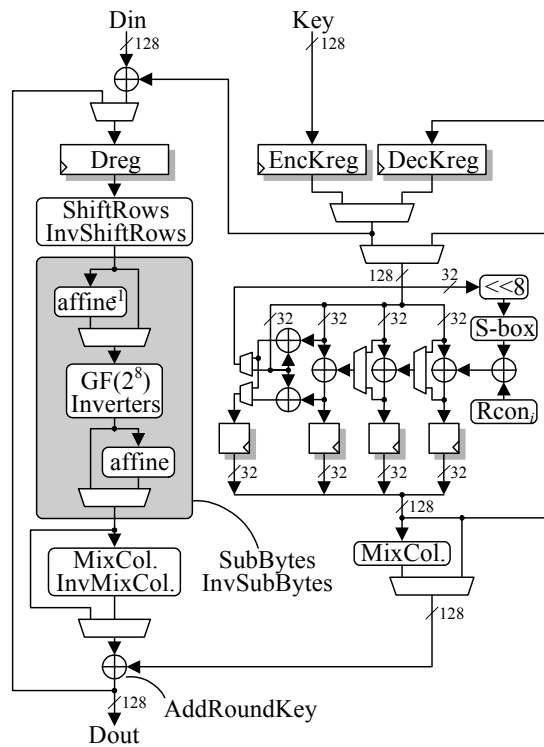 Din
Key
128
128
Dreg
EncKreg
DecKreg
ShiftRows
InvShiftRows
128
32
<<8
affine-1
32
32
32
32
S-box
GF(2^8)
Inverters
Rconi
affine
32
32
32
32
128
SubBytes
InvSubBytes
MixCol.
InvMixCol.
MixCol.
128
AddRoundKey
128
Dout